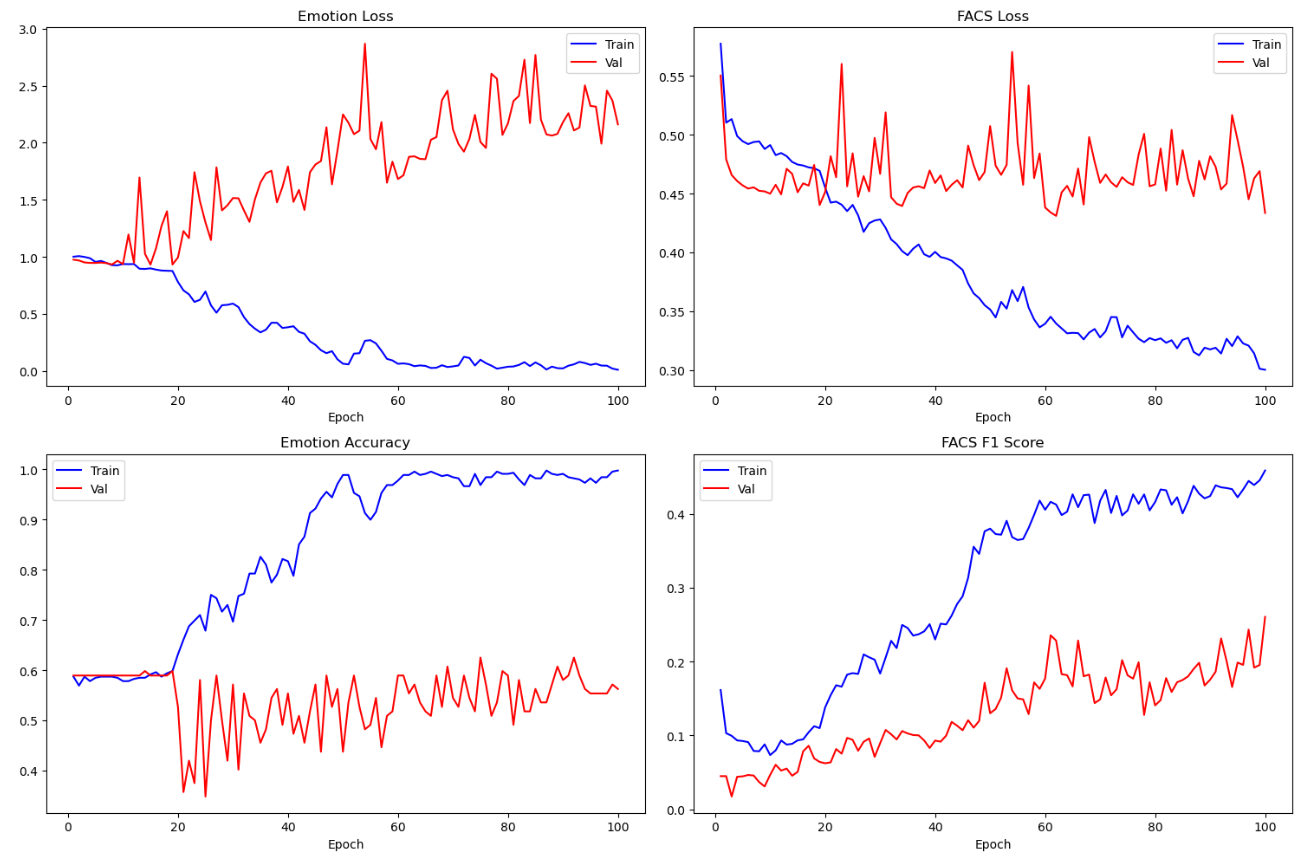 Emotion Loss
3.0
2.5
2.0
1.5
1.0
0.5
0.0
Train
Val
0 20 40 60 80 100
Epoch
FACS Loss
0.55
0.50
0.45
0.40
0.35
0.30
Train
Val
0 20 40 60 80 100
Epoch
Emotion Accuracy
1.0
0.9
0.8
0.7
0.6
0.5
0.4
Train
Val
0 20 40 60 80 100
Epoch
FACS F1 Score
0.4
0.3
0.2
0.1
0.0
Train
Val
0 20 40 60 80 100
Epoch